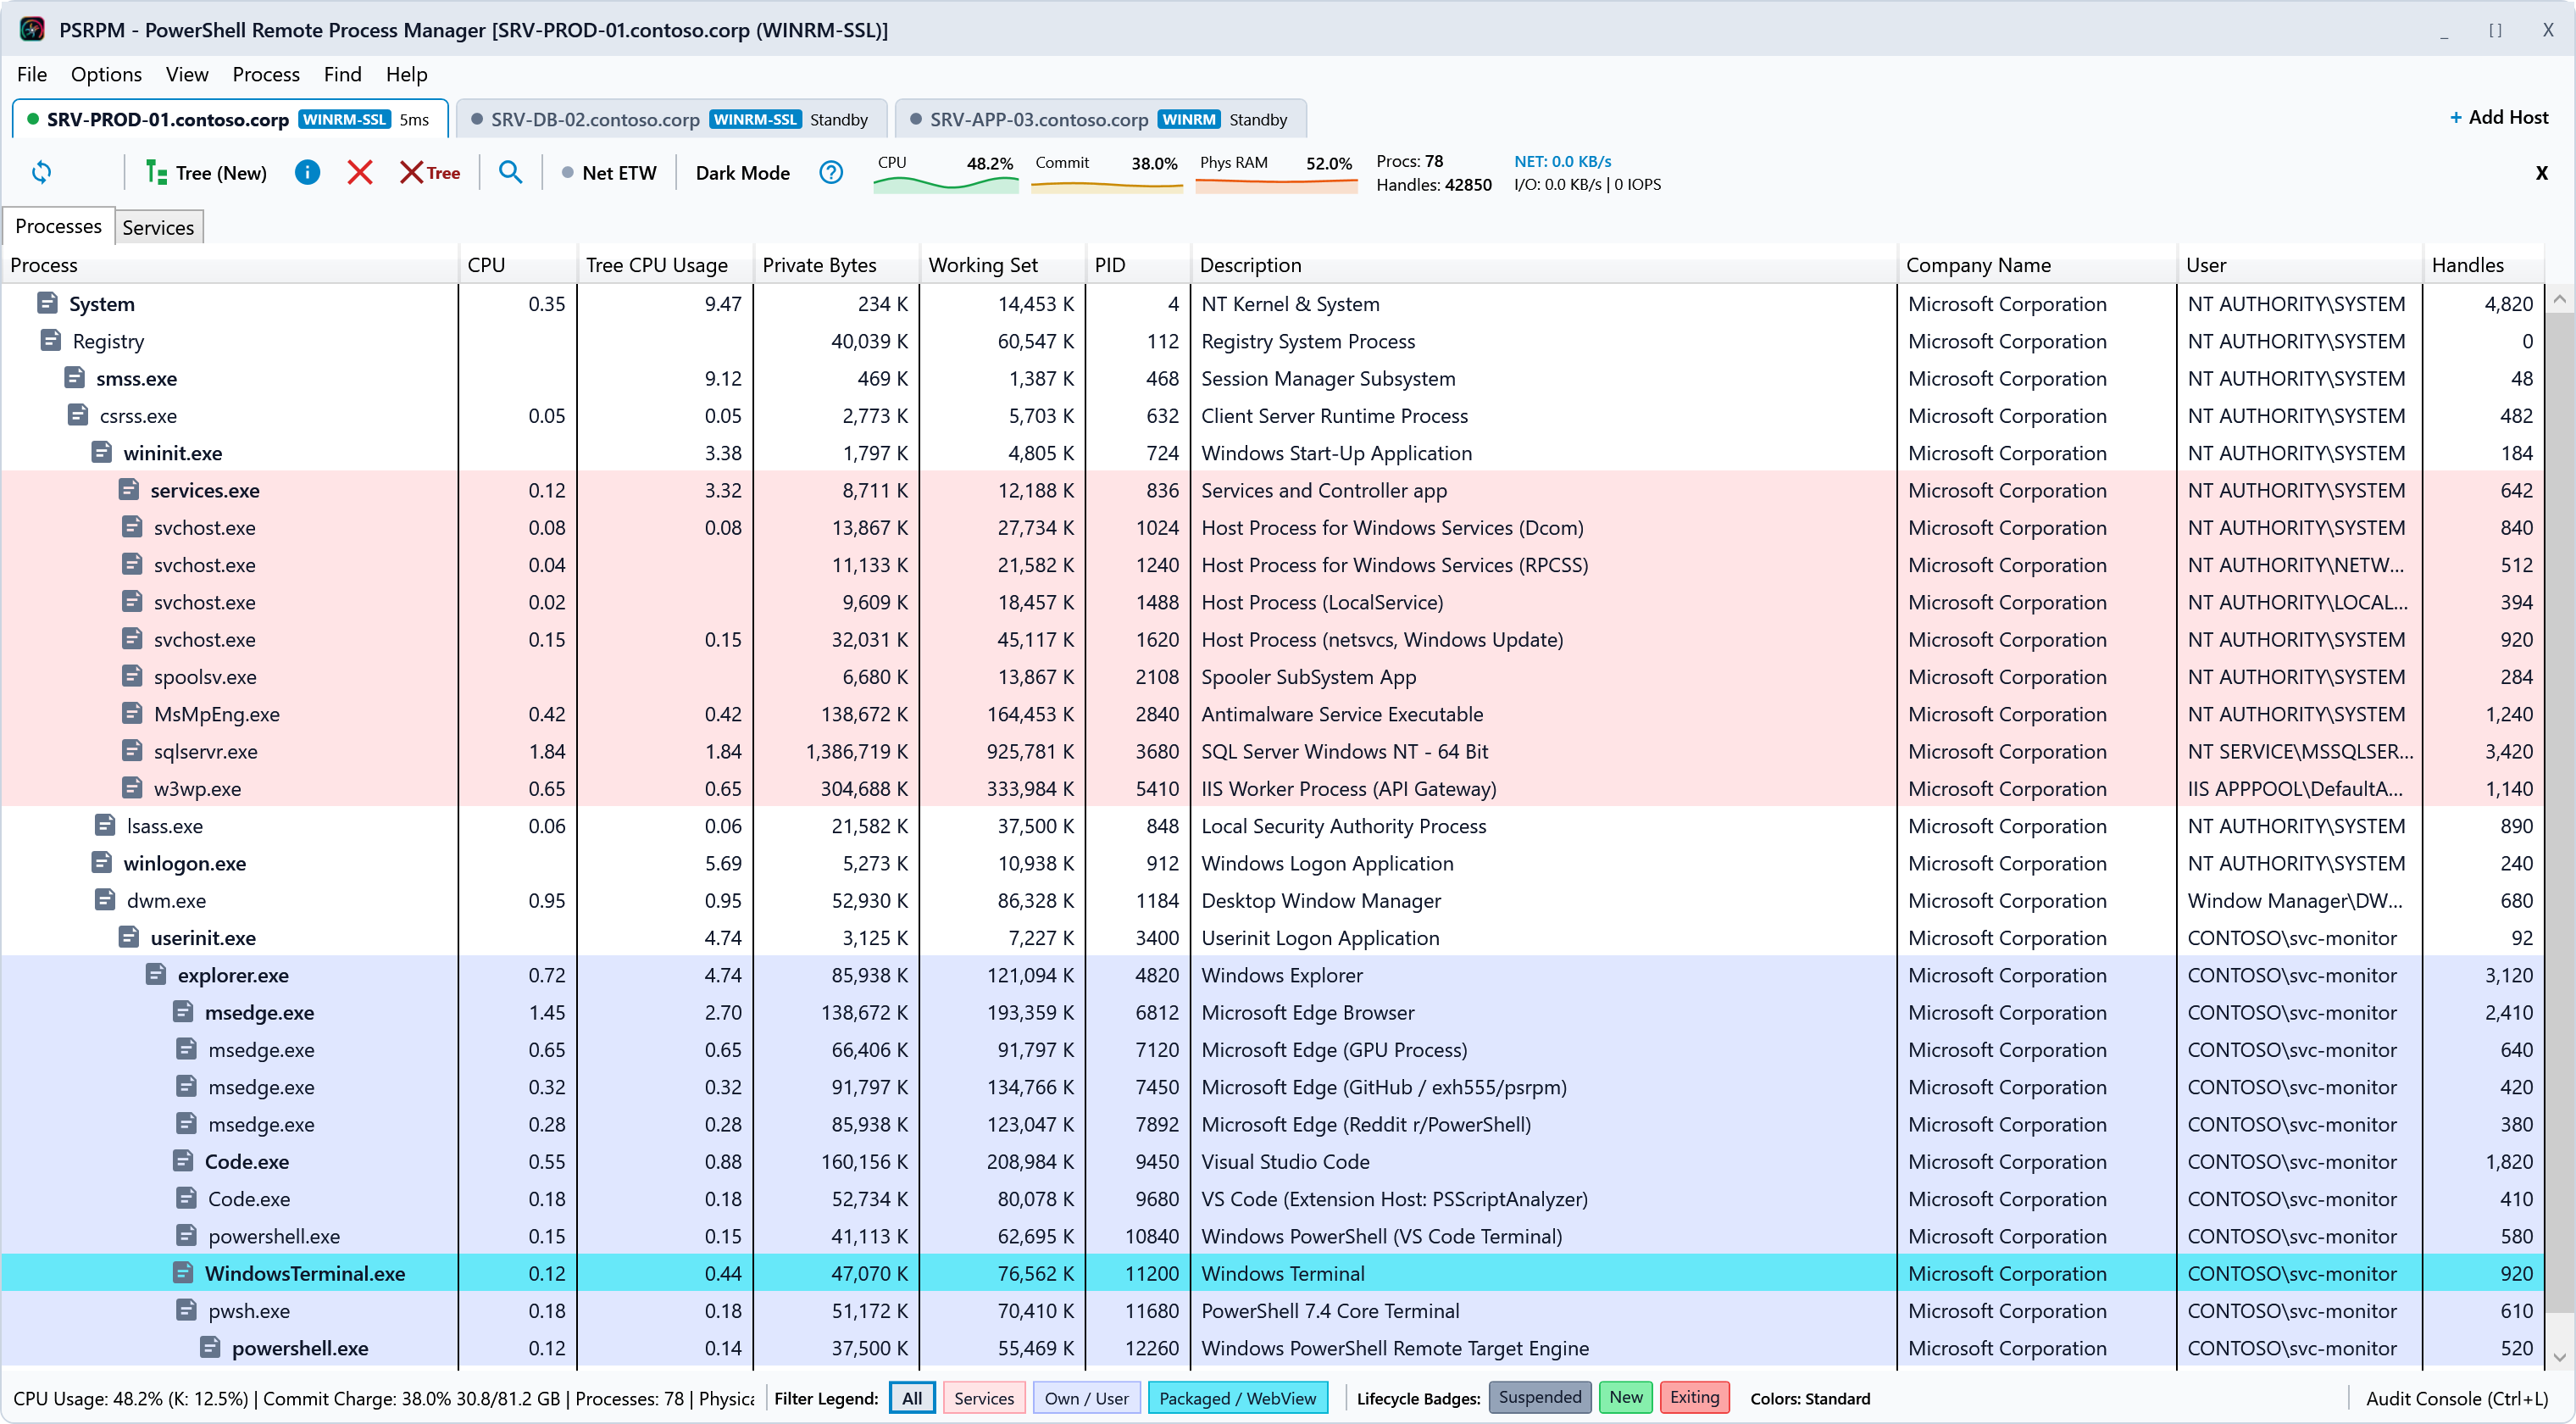 PSRPM - PowerShell Remote Process Manager [SRV-PROD-01.contoso.corp (WINRM-SSL)] _ [ ] X
File Options View Process Find Help
SRV-PROD-01.contoso.corp WINRM-SSL 5ms SRV-DB-02.contoso.corp WINRM-SSL Standby SRV-APP-03.contoso.corp WINRM Standby + Add Host
Tree (New) i X X Tree Net ETW Dark Mode ? CPU 48.2% Commit 38.0% Phys RAM 52.0% Procs: 78 NET: 0.0 KB/s X
Handles: 42850 I/O: 0.0 KB/s | 0 IOPS
Processes Services
Process CPU Tree CPU Usage Private Bytes Working Set PID Description Company Name User Handles
System 0.35 9.47 234 K 14,453 K 4 NT Kernel & System Microsoft Corporation NT AUTHORITY\SYSTEM 4,820
Registry 40,039 K 60,547 K 112 Registry System Process Microsoft Corporation NT AUTHORITY\SYSTEM 0
smss.exe 9.12 469 K 1,387 K 468 Session Manager Subsystem Microsoft Corporation NT AUTHORITY\SYSTEM 48
csrss.exe 0.05 0.05 2,773 K 5,703 K 632 Client Server Runtime Process Microsoft Corporation NT AUTHORITY\SYSTEM 482
wininit.exe 3.38 1,797 K 4,805 K 724 Windows Start-Up Application Microsoft Corporation NT AUTHORITY\SYSTEM 184
services.exe 0.12 3.32 8,711 K 12,188 K 836 Services and Controller app Microsoft Corporation NT AUTHORITY\SYSTEM 642
svchost.exe 0.08 0.08 13,867 K 27,734 K 1024 Host Process for Windows Services (Dcom) Microsoft Corporation NT AUTHORITY\SYSTEM 840
svchost.exe 0.04 11,133 K 21,582 K 1240 Host Process for Windows Services (RPCSS) Microsoft Corporation NT AUTHORITY\NETW... 512
svchost.exe 0.02 9,609 K 18,457 K 1488 Host Process (LocalService) Microsoft Corporation NT AUTHORITY\LOCAL... 394
svchost.exe 0.15 0.15 32,031 K 45,117 K 1620 Host Process (netsvcs, Windows Update) Microsoft Corporation NT AUTHORITY\SYSTEM 920
spoolsv.exe 6,680 K 13,867 K 2108 Spooler SubSystem App Microsoft Corporation NT AUTHORITY\SYSTEM 284
MsMpEng.exe 0.42 0.42 138,672 K 164,453 K 2840 Antimalware Service Executable Microsoft Corporation NT AUTHORITY\SYSTEM 1,240
sqlservr.exe 1.84 1.84 1,386,719 K 925,781 K 3680 SQL Server Windows NT - 64 Bit Microsoft Corporation NT SERVICE\MSSQLSER... 3,420
w3wp.exe 0.65 0.65 304,688 K 333,984 K 5410 IIS Worker Process (API Gateway) Microsoft Corporation IIS APPPOOL\DefaultA... 1,140
lsass.exe 0.06 0.06 21,582 K 37,500 K 848 Local Security Authority Process Microsoft Corporation NT AUTHORITY\SYSTEM 890
winlogon.exe 5.69 5,273 K 10,938 K 912 Windows Logon Application Microsoft Corporation NT AUTHORITY\SYSTEM 240
dwm.exe 0.95 0.95 52,930 K 86,328 K 1184 Desktop Window Manager Microsoft Corporation Window Manager\DW... 680
userinit.exe 4.74 3,125 K 7,227 K 3400 Userinit Logon Application Microsoft Corporation CONTOSO\svc-monitor 92
explorer.exe 0.72 4.74 85,938 K 121,094 K 4820 Windows Explorer Microsoft Corporation CONTOSO\svc-monitor 3,120
msedge.exe 1.45 2.70 138,672 K 193,359 K 6812 Microsoft Edge Browser Microsoft Corporation CONTOSO\svc-monitor 2,410
msedge.exe 0.65 0.65 66,406 K 91,797 K 7120 Microsoft Edge (GPU Process) Microsoft Corporation CONTOSO\svc-monitor 640
msedge.exe 0.32 0.32 91,797 K 134,766 K 7450 Microsoft Edge (GitHub / exh555/psrpm) Microsoft Corporation CONTOSO\svc-monitor 420
msedge.exe 0.28 0.28 85,938 K 123,047 K 7892 Microsoft Edge (Reddit r/PowerShell) Microsoft Corporation CONTOSO\svc-monitor 380
Code.exe 0.55 0.88 160,156 K 208,984 K 9450 Visual Studio Code Microsoft Corporation CONTOSO\svc-monitor 1,820
Code.exe 0.18 0.18 52,734 K 80,078 K 9680 VS Code (Extension Host: PSScriptAnalyzer) Microsoft Corporation CONTOSO\svc-monitor 410
powershell.exe 0.15 0.15 41,113 K 62,695 K 10840 Windows PowerShell (VS Code Terminal) Microsoft Corporation CONTOSO\svc-monitor 580
WindowsTerminal.exe 0.12 0.44 47,070 K 76,562 K 11200 Windows Terminal Microsoft Corporation CONTOSO\svc-monitor 920
pwsh.exe 0.18 0.18 51,172 K 70,410 K 11680 PowerShell 7.4 Core Terminal Microsoft Corporation CONTOSO\svc-monitor 610
powershell.exe 0.12 0.14 37,500 K 55,469 K 12260 Windows PowerShell Remote Target Engine Microsoft Corporation CONTOSO\svc-monitor 520
CPU Usage: 48.2% (K: 12.5%) | Commit Charge: 38.0% 30.8/81.2 GB | Processes: 78 | Physica Filter Legend: All Services Own / User Packaged / WebView Lifecycle Badges: Suspended New Exiting Colors: Standard Audit Console (Ctrl+L)